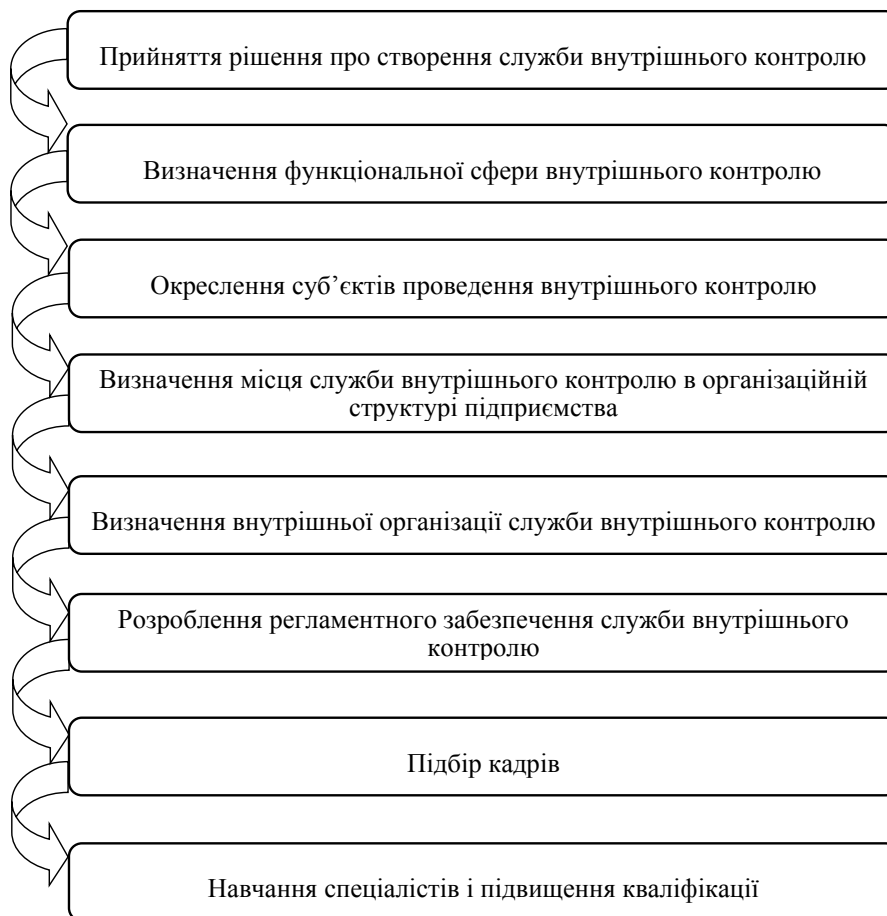 Прийняття рішення про створення служби внутрішнього контролю
Визначення функціональної сфери внутрішнього контролю
Окреслення суб’єктів проведення внутрішнього контролю
Визначення місця служби внутрішнього контролю в організаційній
структурі підприємства
Визначення внутрішньої організації служби внутрішнього контролю
Розроблення регламентного забезпечення служби внутрішнього
контролю
Підбір кадрів
Навчання спеціалістів і підвищення кваліфікації